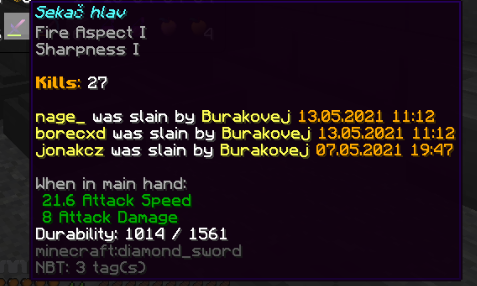 Sekač hlav
Fire Aspect I
Sharpness I
4
Kills: 27
nage_ was slain by Burakovej 13.05.2021 11:12
borecxd was slain by Burakovej 13.05.2021 11:12
jonakcz was slain by Burakovej 07.05.2021 19:47
When in main hand:
21.6 Attack Speed
8 Attack Damage
Durability: 1014 / 1561
minecraft:diamond_sword
NBT: 3 tag(s)